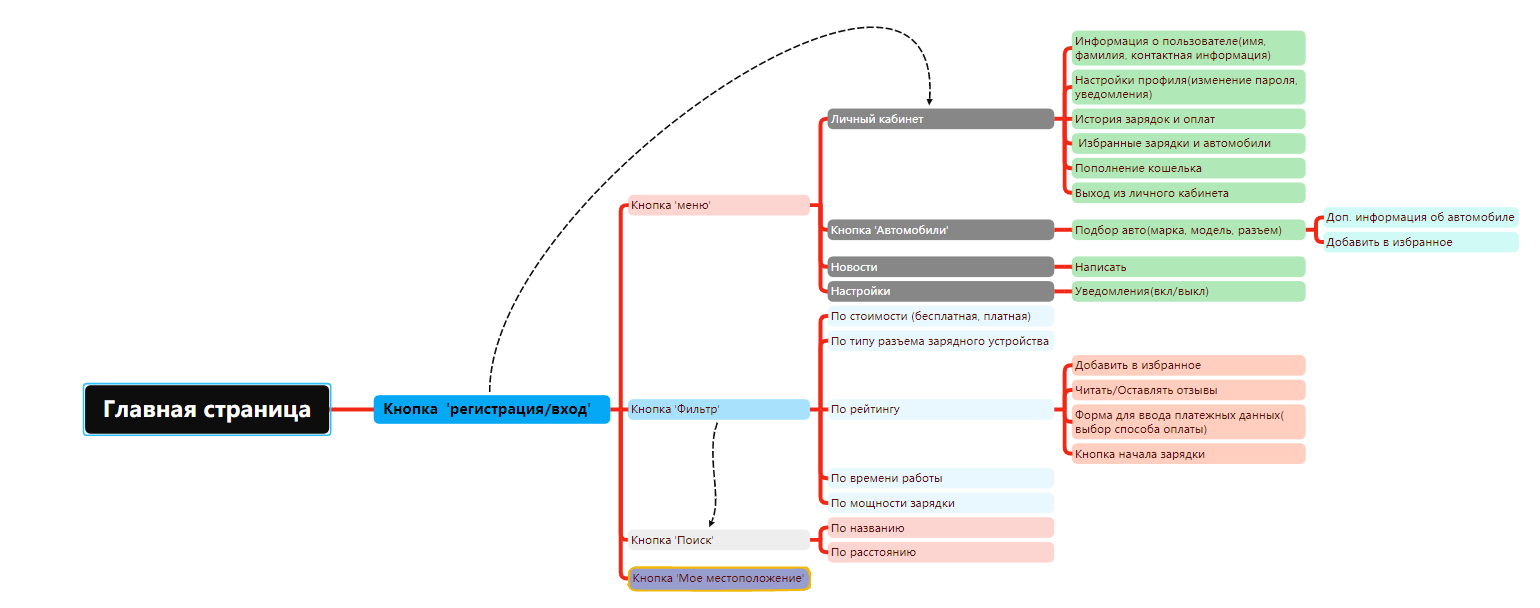 Главная страница
Кнопка 'регистрация/вход'
Кнопка 'меню'
Личный кабинет
Информация о пользователе(имя,
фамилия, контактная информация)
Настройки профиля(изменение пароля,
уведомления)
История зарядок и оплат
Избранные зарядки и автомобили
Пополнение кошелька
Выход из личного кабинета
Кнопка 'Автомобили'
Подбор авто(марка, модель, разъем)
Доп. информация об автомобиле
Добавить в избранное
Новости
Написать
Настройки
Уведомления(вкл/выкл)
Кнопка 'Фильтр'
По стоимости (бесплатная, платная)
По типу разъема зарядного устройства
По рейтингу
Добавить в избранное
Читать/Оставлять отзывы
Форма для ввода платежных данных(
выбор способа оплаты)
Кнопка начала зарядки
По времени работы
По мощности зарядки
Кнопка 'Поиск'
По названию
По расстоянию
Кнопка 'Мое местоположение'